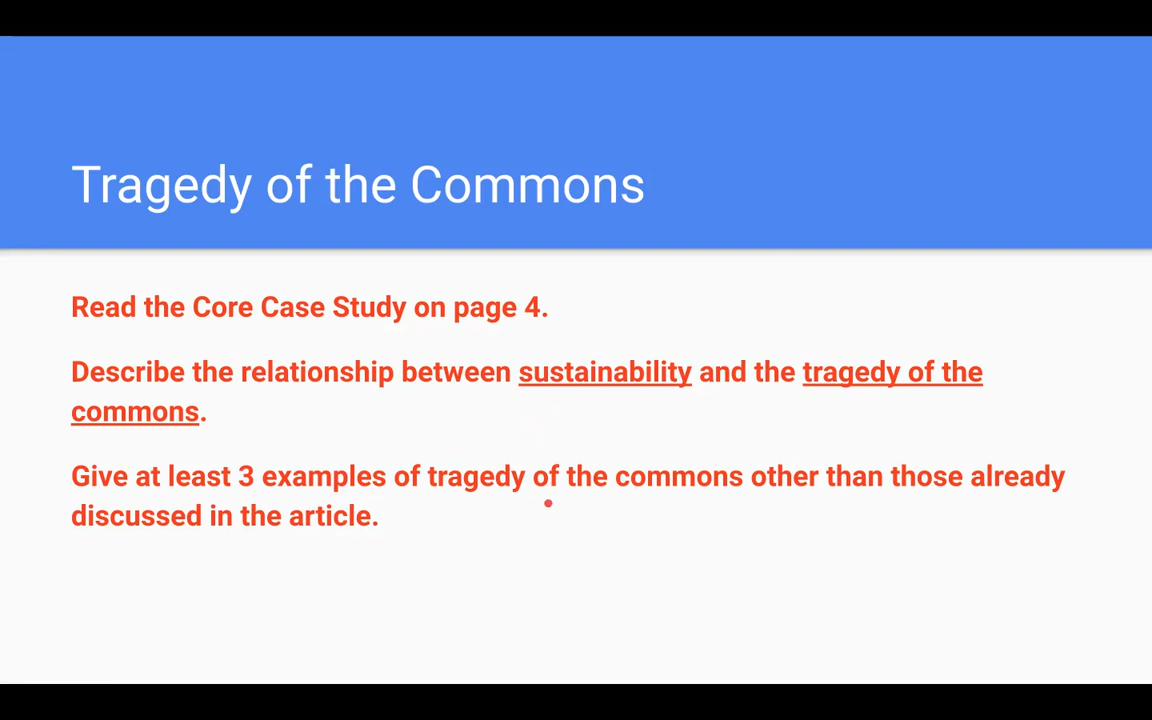 Tragedy of the Commons
Read the Core Case Study on page 4.
Describe the relationship between sustainability and the tragedy of the
commons.
Give at least 3 examples of tragedy of the commons other than those already
discussed in the article.